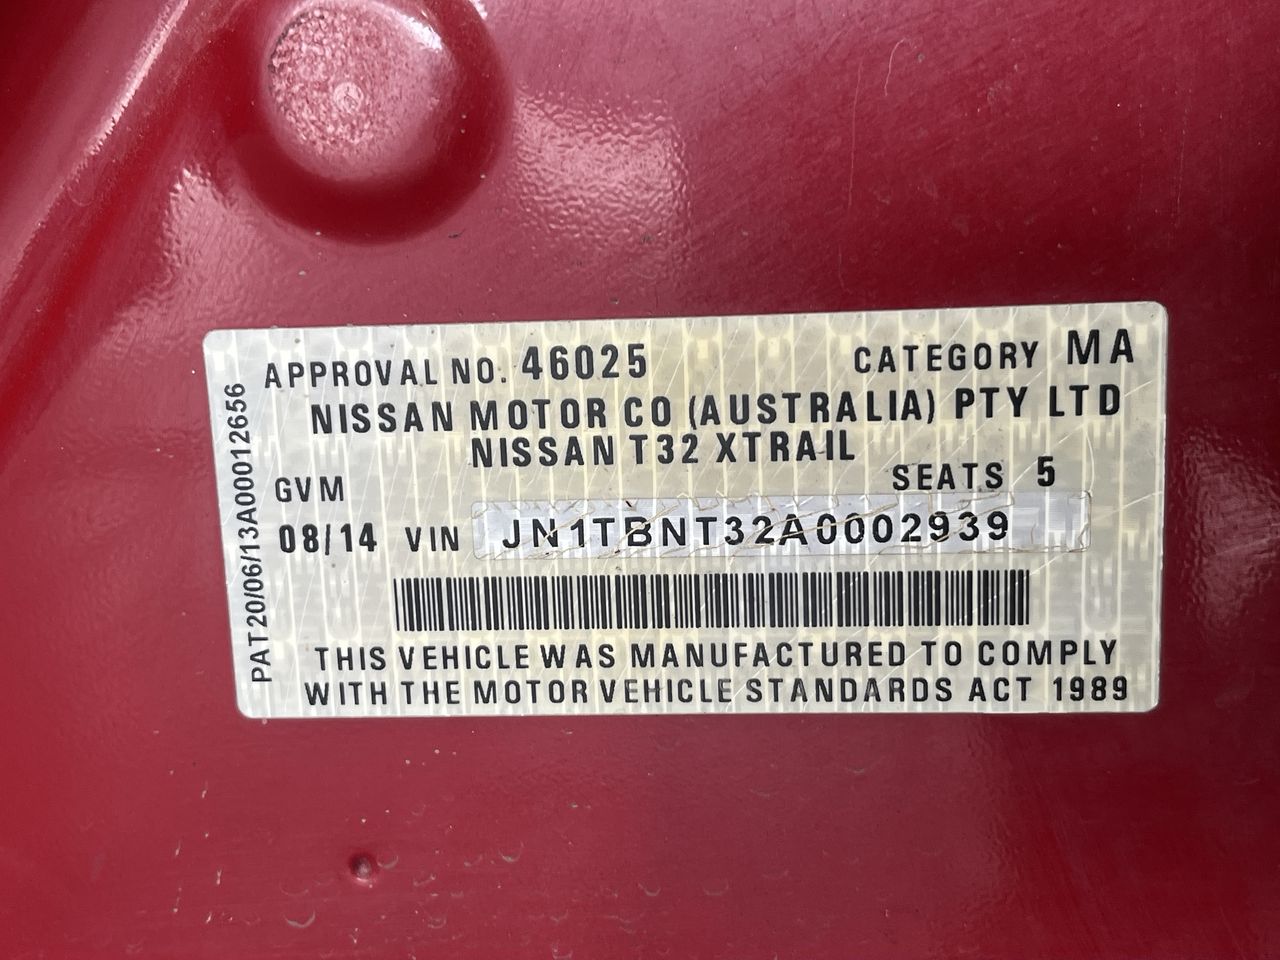 APPROVAL NO. 46025 CATEGORY MA
NISSAN MOTOR CO (AUSTRALIA) PTY LTD
NISSAN T32 XTRAIL
GVM SEATS 5
08/14 VIN JN1TBNT32A0002939
THIS VEHICLE WAS MANUFACTURED TO COMPLY
WITH THE MOTOR VEHICLE STANDARDS ACT 1989
PAT20/06/13A00012656